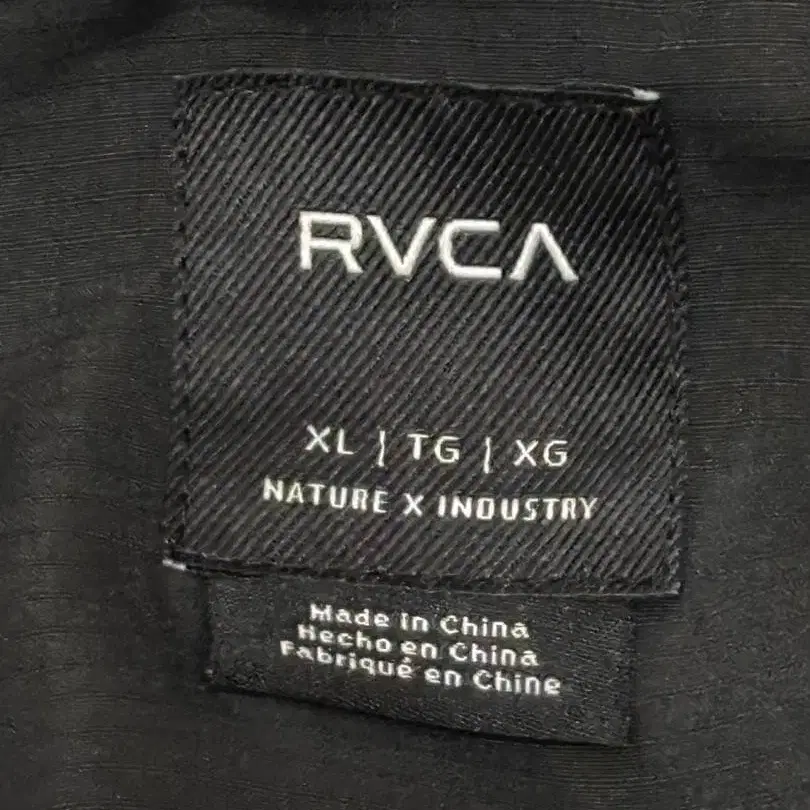 RVCA
XL | TG | XG
NATURE X INDUSTRY
Made in China
Hecho en China
Fabriqué en Chine